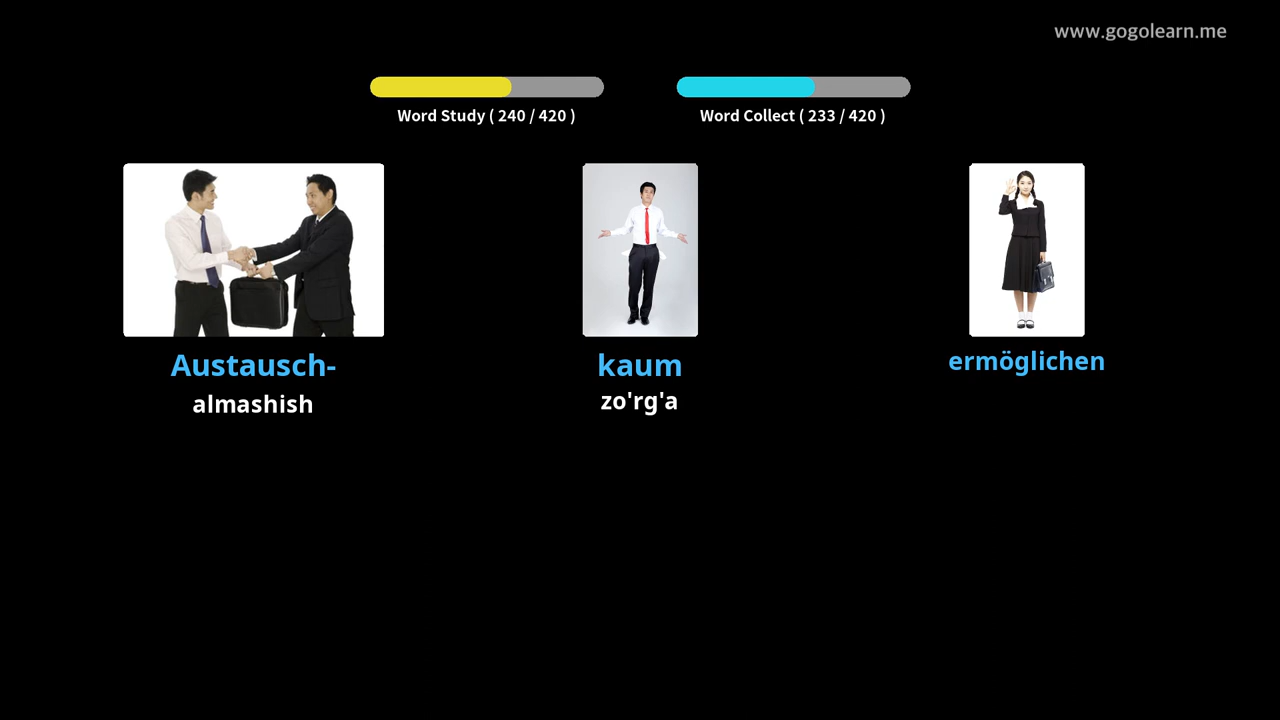 www.gogolearn.me
Word Study ( 240 / 420 )
Word Collect ( 233 / 420 )
Austausch-
almashish
kaum
zo'rg'a
ermöglichen